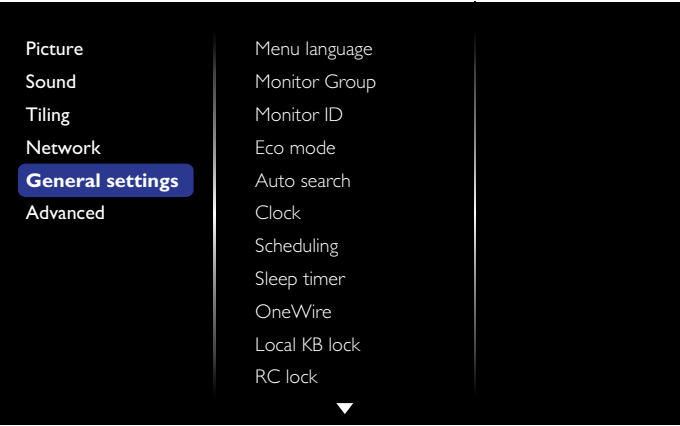 Picture
Sound
Tiling
Network
General settings
Advanced
Menu language
Monitor Group
Monitor ID
Eco mode
Auto search
Clock
Scheduling
Sleep timer
OneWire
Local KB lock
RC lock